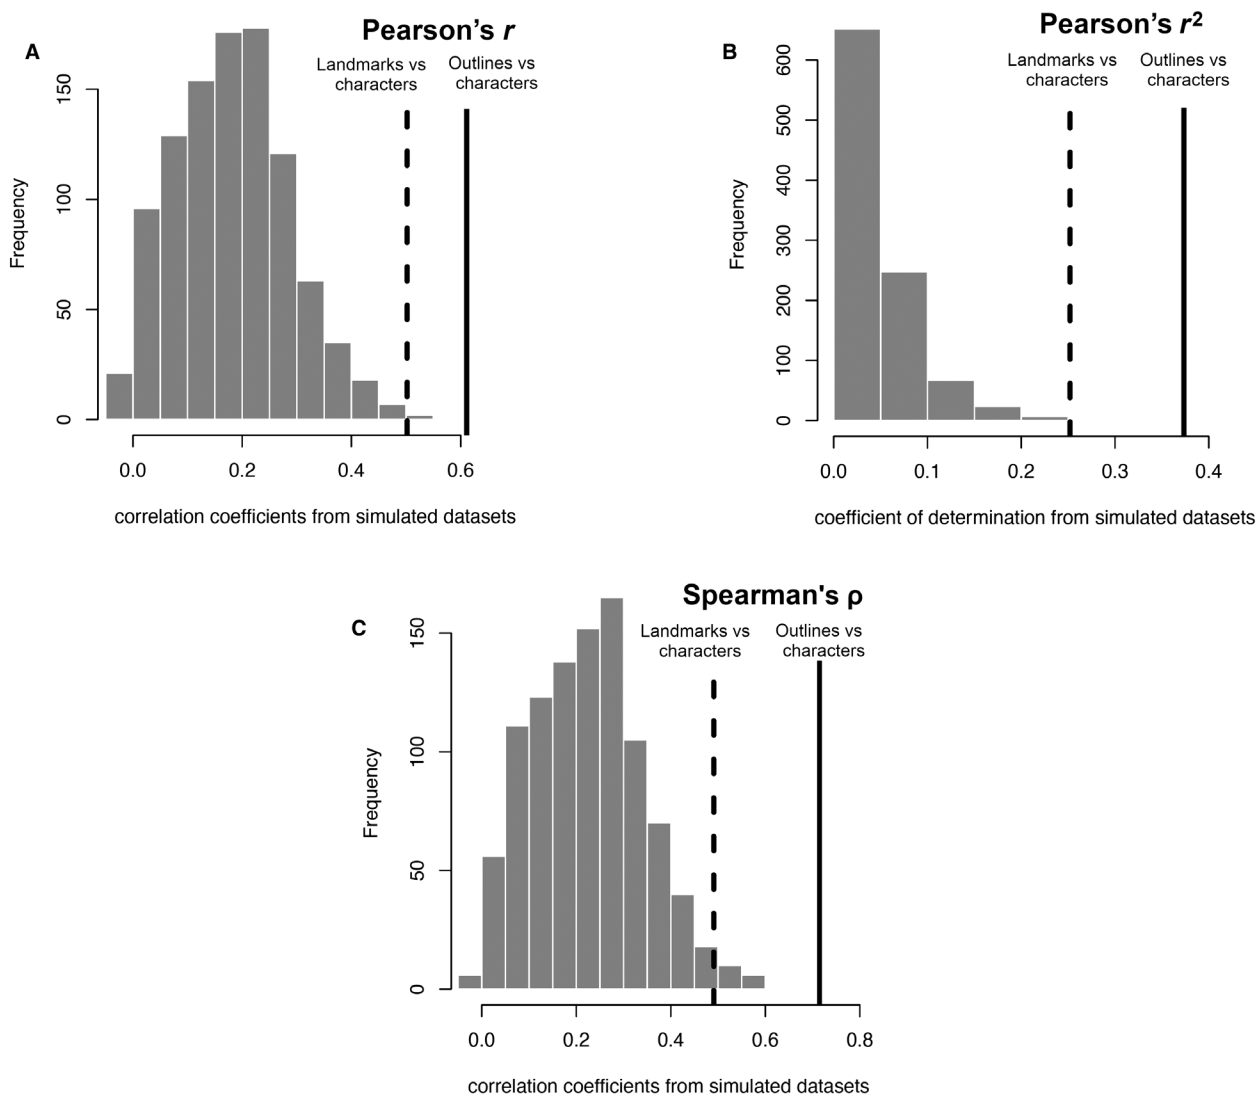 A
Pearson’s r
Landmarks vs
characters
Outlines vs
characters
Frequency
150
100
50
0
0.0 0.2 0.4 0.6
correlation coefficients from simulated datasets
B
Pearson’s r²
Landmarks vs
characters
Outlines vs
characters
Frequency
600
500
400
300
200
100
0
0.0 0.1 0.2 0.3 0.4
coefficient of determination from simulated datasets
C
Spearman's ρ
Landmarks vs
characters
Outlines vs
characters
Frequency
150
100
50
0
0.0 0.2 0.4 0.6 0.8
correlation coefficients from simulated datasets